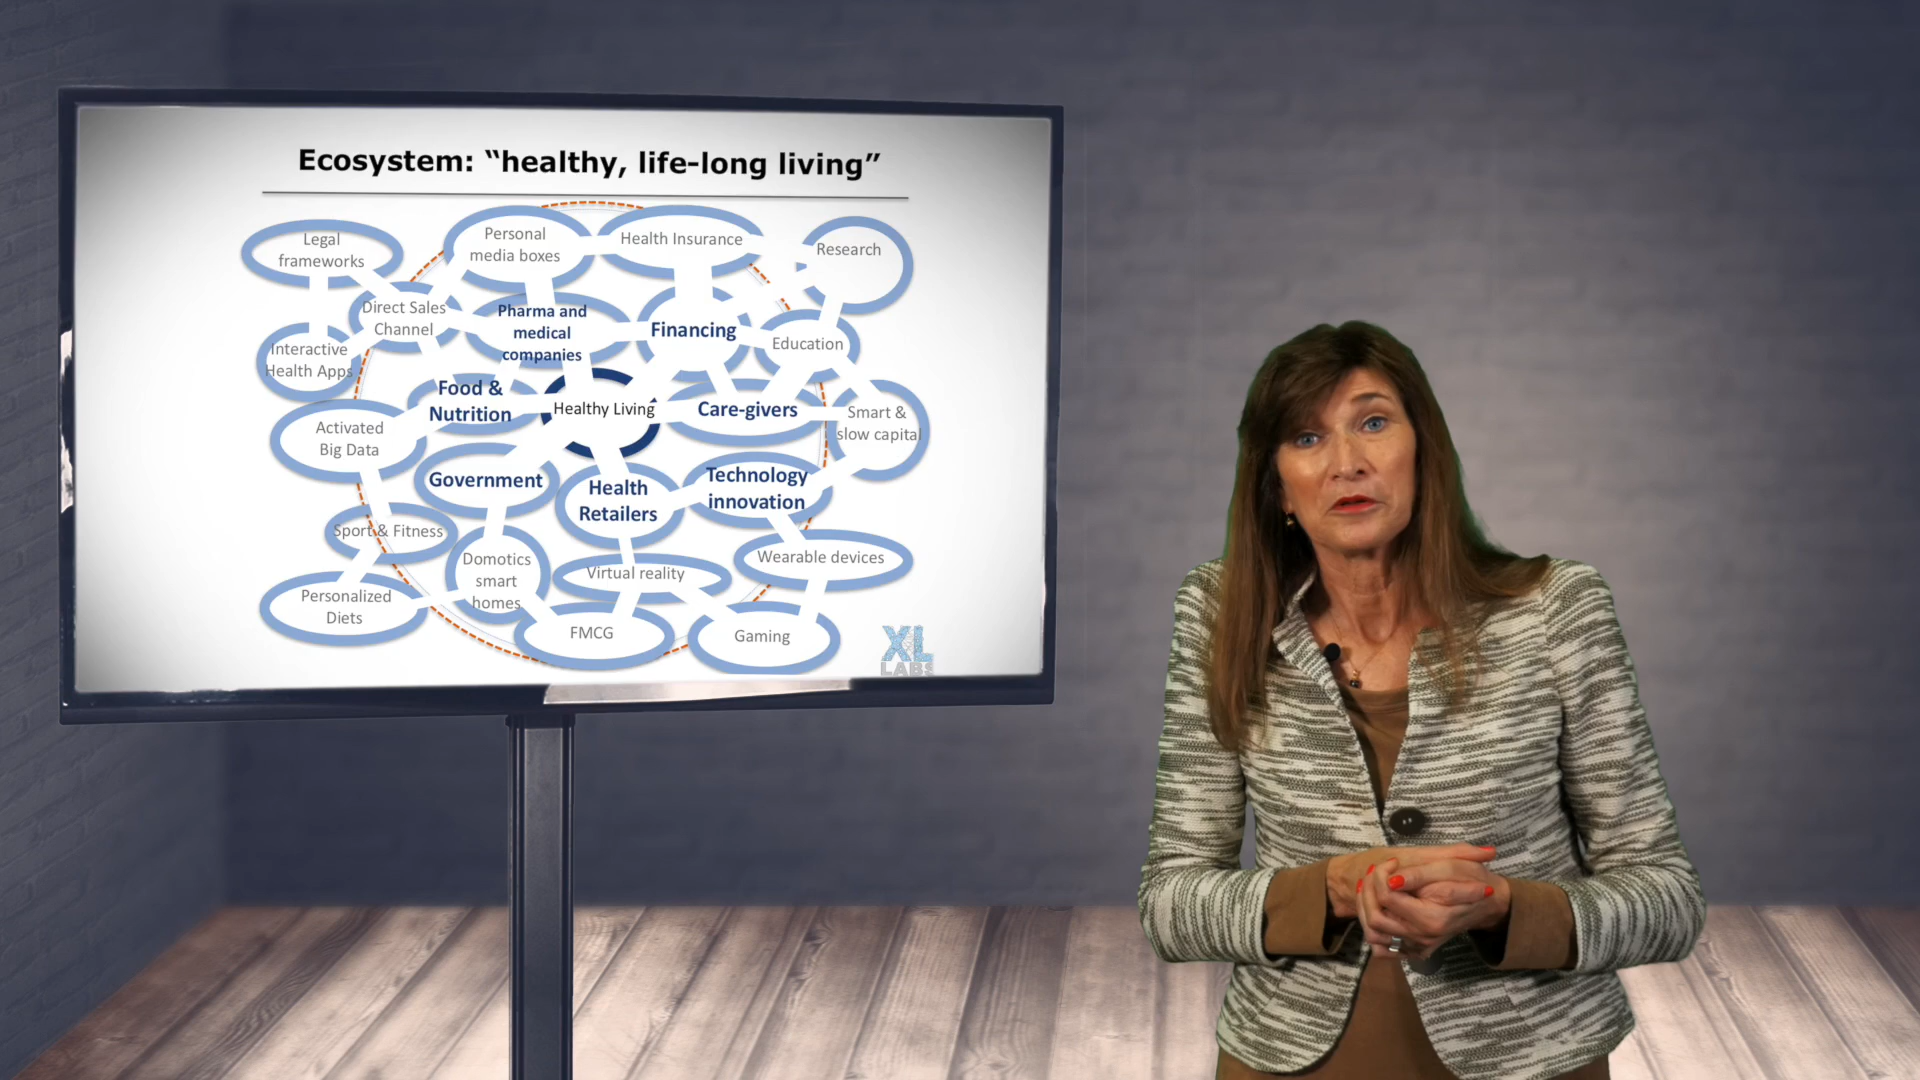 Ecosystem: “healthy, life-long living”
Legal
frameworks
Personal
media boxes
Health Insurance
Research
Direct Sales
Channel
Pharma and
medical
companies
Financing
Education
Interactive
Health Apps
Food &
Nutrition
Healthy Living
Care-givers
Smart &
slow capital
Activated
Big Data
Government
Health
Retailers
Technology
innovation
Sport & Fitness
Domotics
smart
homes
Virtual reality
Wearable devices
Personalized
Diets
FMCG
Gaming
XL
LABS